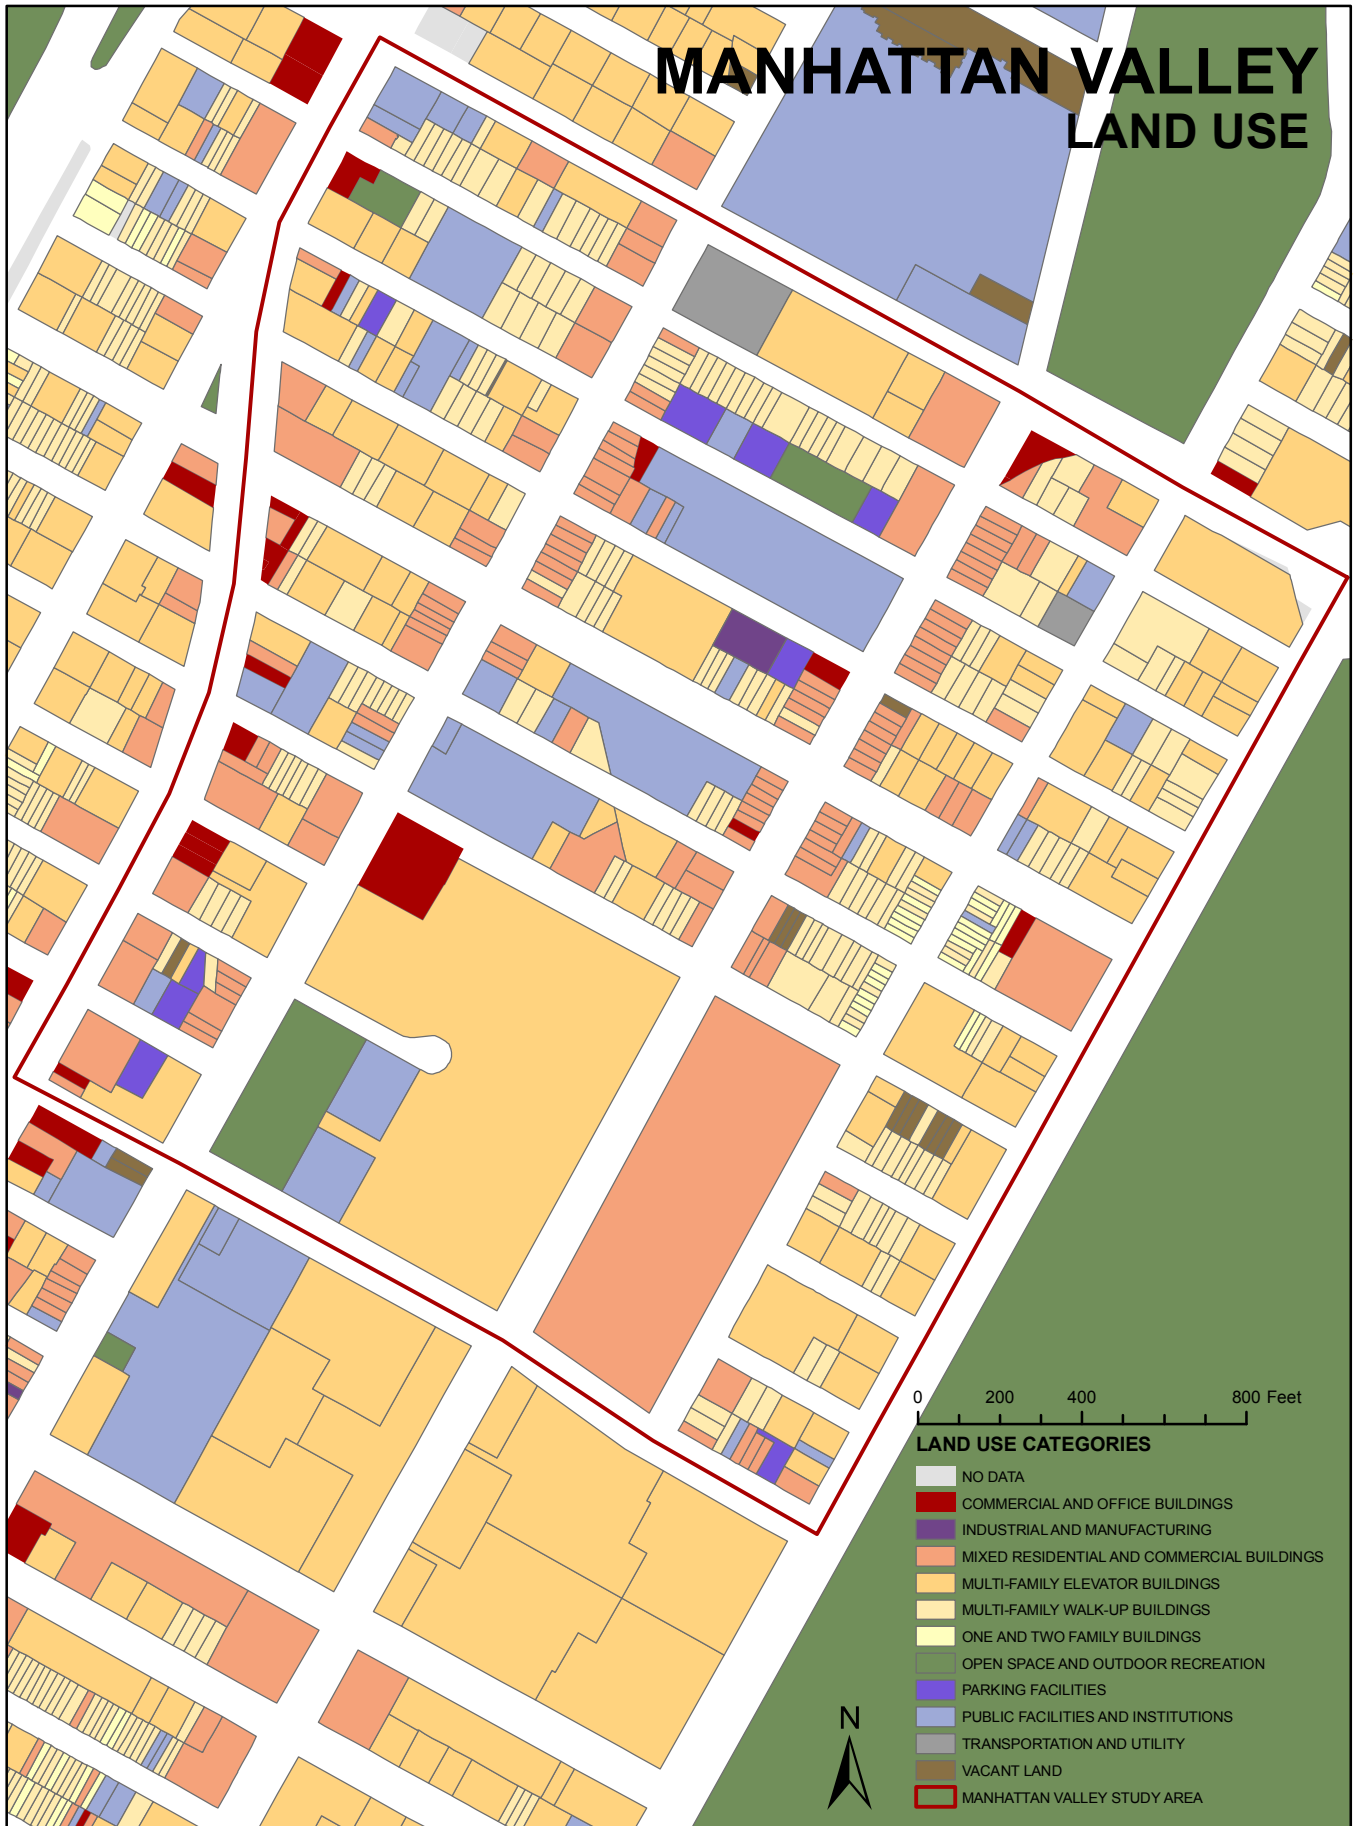 MANHATTAN VALLEY
LAND USE
0 200 400 800 Feet
LAND USE CATEGORIES
NO DATA
COMMERCIAL AND OFFICE BUILDINGS
INDUSTRIAL AND MANUFACTURING
MIXED RESIDENTIAL AND COMMERCIAL BUILDINGS
MULTI-FAMILY ELEVATOR BUILDINGS
MULTI-FAMILY WALK-UP BUILDINGS
ONE AND TWO FAMILY BUILDINGS
OPEN SPACE AND OUTDOOR RECREATION
PARKING FACILITIES
PUBLIC FACILITIES AND INSTITUTIONS
TRANSPORTATION AND UTILITY
VACANT LAND
MANHATTAN VALLEY STUDY AREA
N